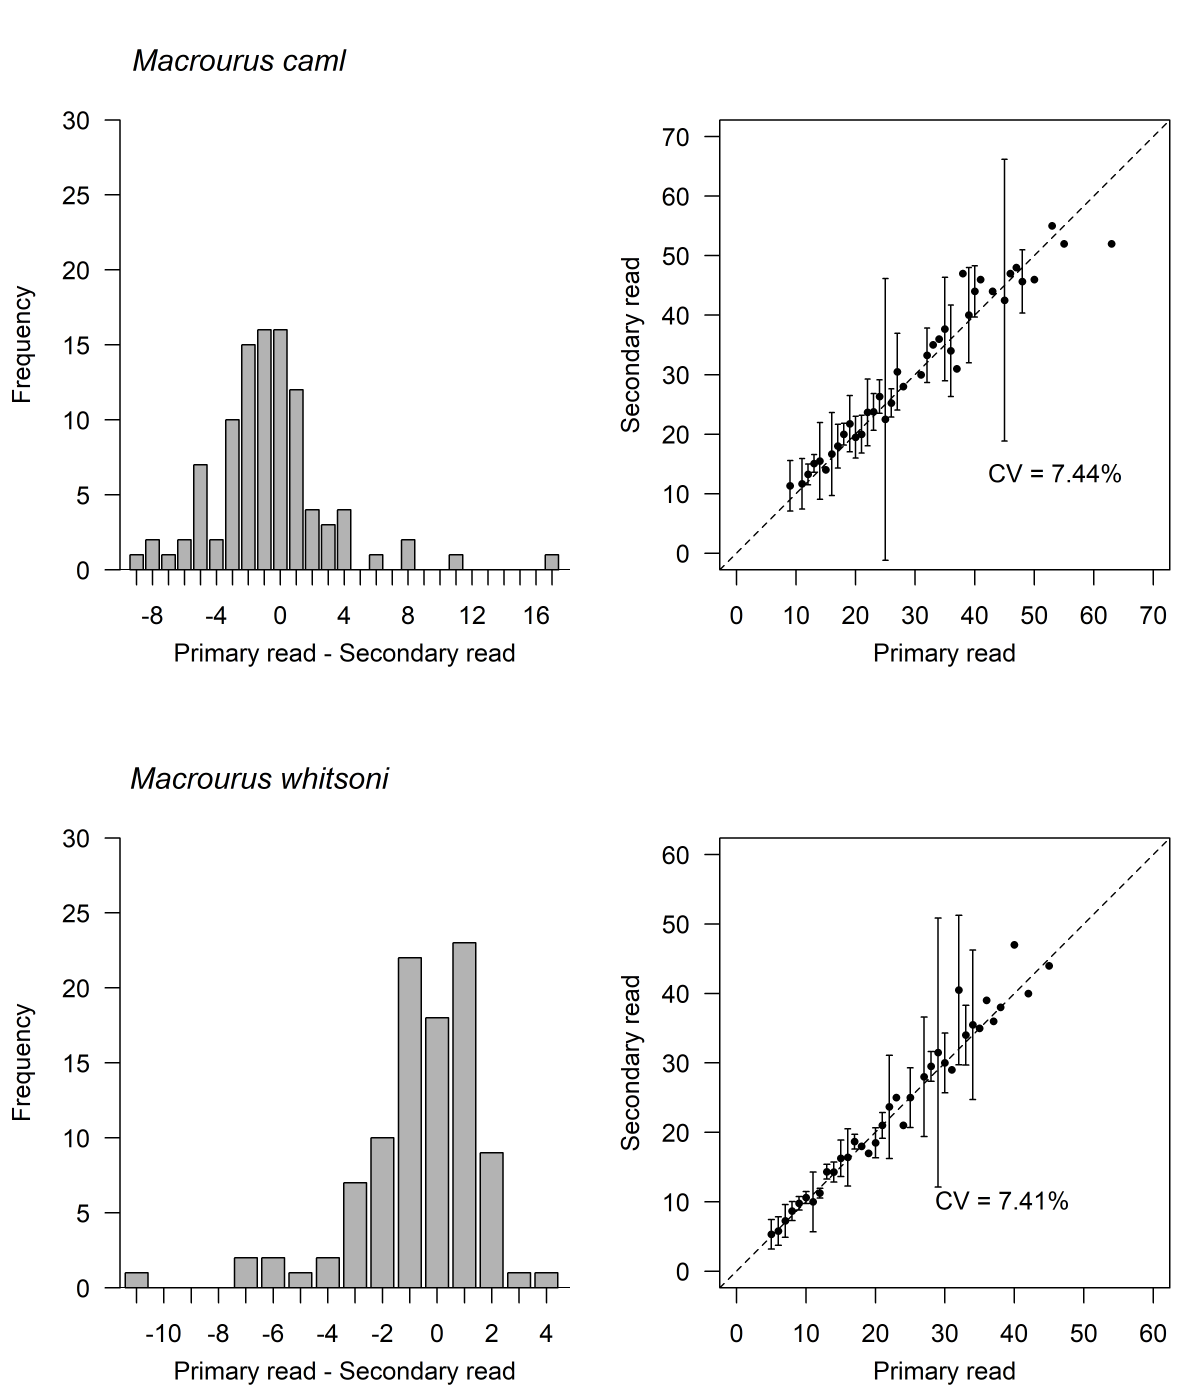 Macrourus caml
30
25
20
15
10
5
0
Frequency
-8 -4 0 4 8 12 16
Primary read - Secondary read
70
60
50
40
30
20
10
0
Secondary read
CV = 7.44%
0 10 20 30 40 50 60 70
Primary read
Macrourus whitsoni
30
25
20
15
10
5
0
Frequency
-10 -8 -6 -4 -2 0 2 4
Primary read - Secondary read
60
50
40
30
20
10
0
Secondary read
CV = 7.41%
0 10 20 30 40 50 60
Primary read